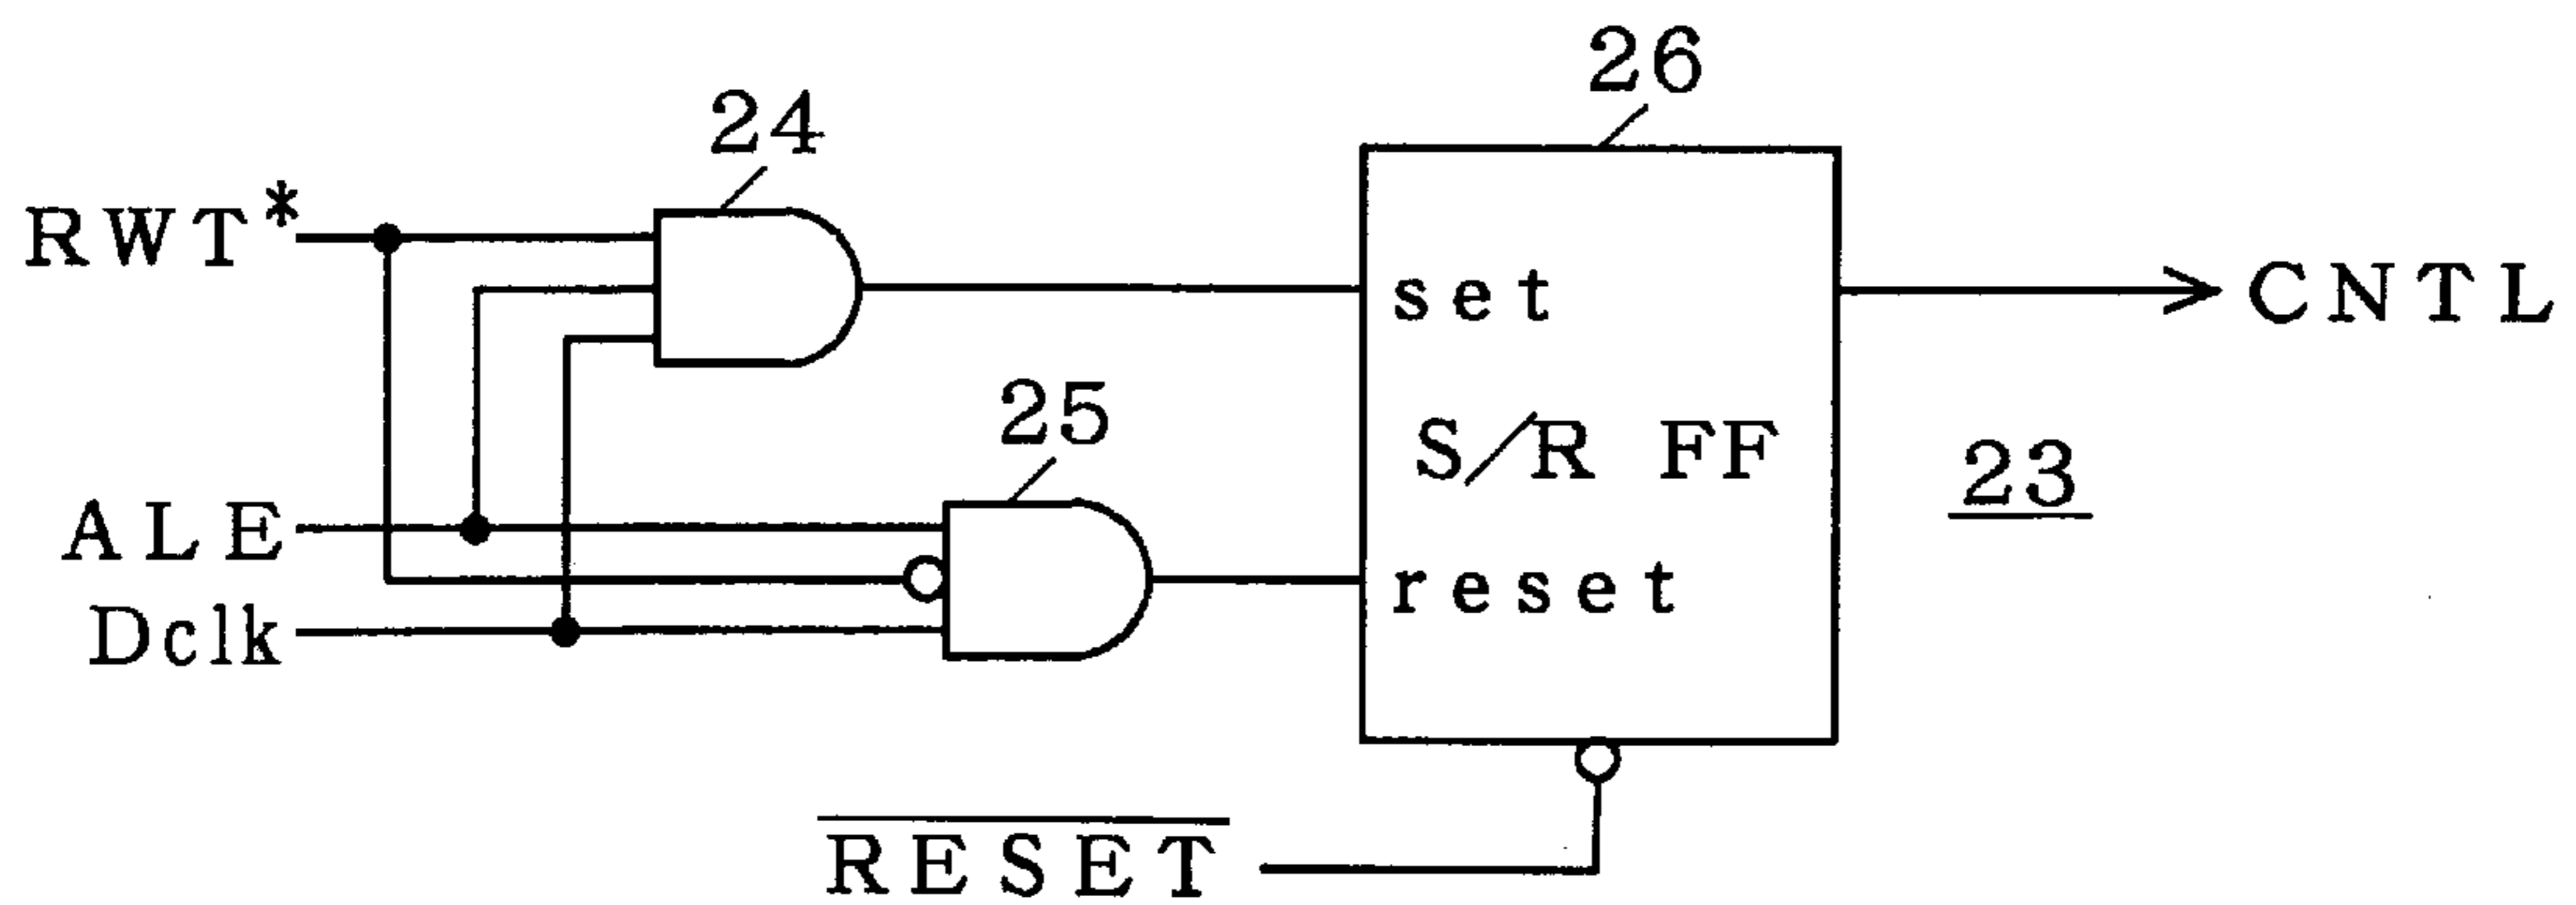 26
24
RWT*
set
CNTL
25
S/R FF
23
ALE
reset
Dclk
RESET